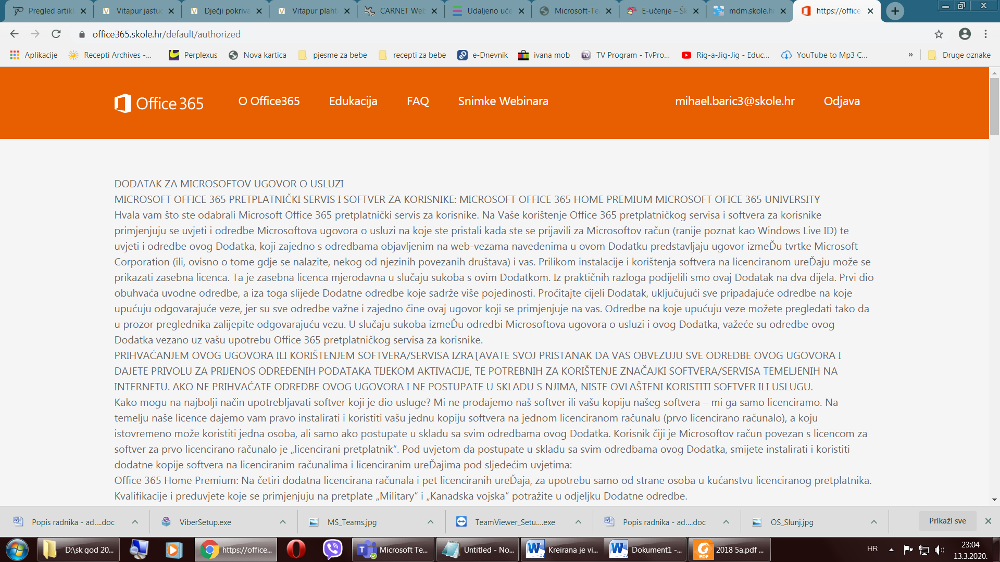 Pregled artikl
Vitapur jastuc
Dječji pokriva
Vitapur plaht
CARNET Web
Udaljeno uče
Microsoft-Te
E-učenje – Šk
mdm.skole.hr
https://office
office365.skole.hr/default/authorized
Aplikacije
Recepti Archives -...
Perplexus
Nova kartica
pjesme za bebe
recepti za bebe
e-Dnevnik
ivana mob
TV Program - TvPro...
Rig-a-Jig-Jig - Educ...
YouTube to Mp3 C...
»
Druge oznake
Office 365
O Office365
Edukacija
FAQ
Snimke Webinara
mihael.baric3@skole.hr
Odjava
DODATAK ZA MICROSOFTOV UGOVOR O USLUZI
MICROSOFT OFFICE 365 PRETPLATNIČKI SERVIS I SOFTVER ZA KORISNIKE: MICROSOFT OFFICE 365 HOME PREMIUM MICROSOFT OFICE 365 UNIVERSITY
Hvala vam što ste odabrali Microsoft Office 365 pretplatnički servis za korisnike. Na Vaše korištenje Office 365 pretplatničkog servisa i softvera za korisnike
primjenjuju se uvjeti i odredbe Microsoftova ugovora o usluzi na koje ste pristali kada ste se prijavili za Microsoftov račun (ranije poznat kao Windows Live ID) te
uvjeti i odredbe ovog Dodatka, koji zajedno s odredbama objavljenim na web-vezama navedenima u ovom Dodatku predstavljaju ugovor izmeĎu tvrtke Microsoft
Corporation (ili, ovisno o tome gdje se nalazite, nekog od njezinih povezanih društava) i vas. Prilikom instalacije i korištenja softvera na licenciranom ureĎaju može se
prikazati zasebna licenca. Ta je zasebna licenca mjerodavna u slučaju sukoba s ovim Dodatkom. Iz praktičnih razloga podijelili smo ovaj Dodatak na dva dijela. Prvi dio
obuhvaća uvodne odredbe, a iza toga slijede Dodatne odredbe koje sadrže više pojedinosti. Pročitajte cijeli Dodatak, uključujući sve pripadajuće odredbe na koje
upućuju odgovarajuće veze, jer su sve odredbe važne i zajedno čine ovaj ugovor koji se primjenjuje na vas. Odredbe na koje upućuju veze možete pregledati tako da
u prozor preglednika zalijepite odgovarajuću vezu. U slučaju sukoba izmeĎu odredbi Microsoftova ugovora o usluzi i ovog Dodatka, važeće su odredbe ovog
Dodatka vezano uz vašu upotrebu Office 365 pretplatničkog servisa za korisnike.
PRIHVAĆANJEM OVOG UGOVORA ILI KORIŠTENJEM SOFTVERA/SERVISA IZRAŢAVATE SVOJ PRISTANAK DA VAS OBVEZUJU SVE ODREDBE OVOG UGOVORA I
DAJETE PRIVOLU ZA PRIJENOS ODREĐENIH PODATAKA TIJEKOM AKTIVACIJE, TE POTREBNIH ZA KORIŠTENJE ZNAČAJKI SOFTVERA/SERVISA TEMELJENIH NA
INTERNETU. AKO NE PRIHVAĆATE ODREDBE OVOG UGOVORA I NE POSTUPATE U SKLADU S NJIMA, NISTE OVLAŠTENI KORISTITI SOFTVER ILI USLUGU.
Kako mogu na najbolji način upotrebljavati softver koji je dio usluge? Mi ne prodajemo naš softver ili vašu kopiju našeg softvera – mi ga samo licenciramo. Na
temelju naše licence dajemo vam pravo instalirati i koristiti vašu jednu kopiju softvera na jednom licenciranom računalu (prvo licencirano računalo), a koju
istovremeno može koristiti jedna osoba, ali samo ako postupate u skladu sa svim odredbama ovog Dodatka. Korisnik čiji je Microsoftov račun povezan s licencom za
softver za prvo licencirano računalo je „licencirani pretplatnik“. Pod uvjetom da postupate u skladu sa svim odredbama ovog Dodatka, smijete instalirati i koristiti
dodatne kopije softvera na licenciranim računalima i licenciranim ureĎajima pod sljedećim uvjetima:
Office 365 Home Premium: Na četiri dodatna licencirana računala i pet licenciranih ureĎaja, za upotrebu samo od strane osoba u kućanstvu licenciranog pretplatnika.
Kvalifikacije i preduvjete koje se primjenjuju na pretplate „Military“ i „Kanadska vojska“ potražite u odjeljku Dodatne odredbe.
Popis radnika - ad....doc
ViberSetup.exe
MS_Teams.jpg
TeamViewer_Setu....exe
Popis radnika - ad....doc
OS_Slunj.jpg
Prikaži sve
D:\sk god 20...
https://office...
Microsoft Te...
Untitled - No...
Kreirana je vi...
Dokument1 -...
2018 5a.pdf ...
HR
23:04
13.3.2020.